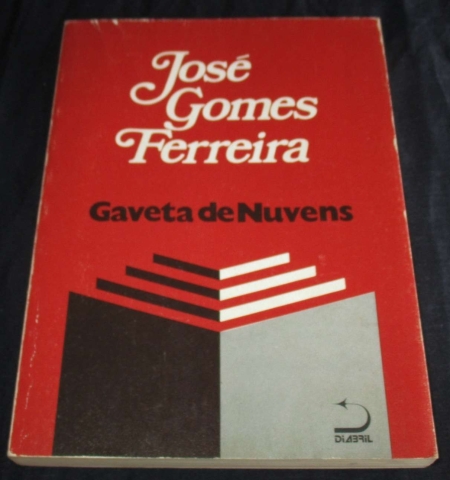 José
Gomes
Ferreira
Gaveta de Nuvens
DIABRIL